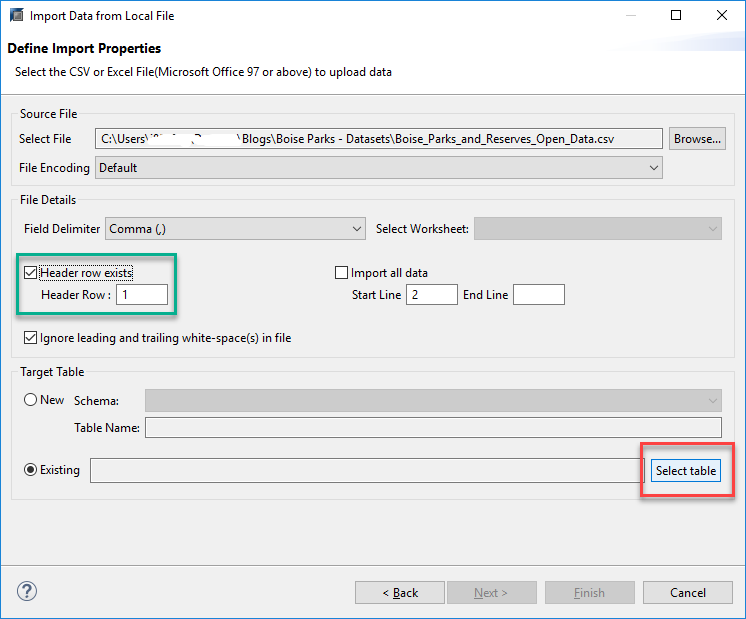 Import Data from Local File
Define Import Properties
Select the CSV or Excel File(Microsoft Office 97 or above) to upload data
Source File
Select File C:\Users\ \Blogs\Boise Parks - Datasets\Boise_Parks_and_Reserves_Open_Data.csv Browse...
File Encoding Default
File Details
Field Delimiter Comma (,) Select Worksheet:
Header row exists Import all data
Header Row : 1 Start Line 2 End Line
Ignore leading and trailing white-space(s) in file
Target Table
New Schema:
Table Name:
Existing Select table
? < Back Next > Finish Cancel